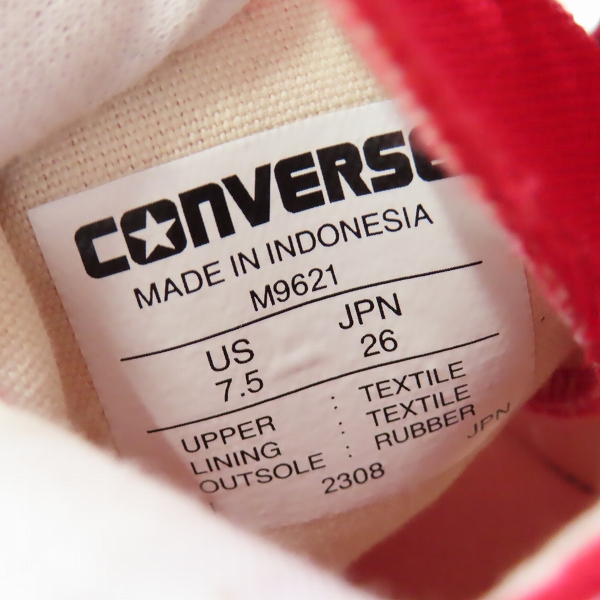 CONVERSE
MADE IN INDONESIA
M9621
US JPN
7.5 26
UPPER : TEXTILE
LINING : TEXTILE
OUTSOLE : RUBBER
JPN
2308